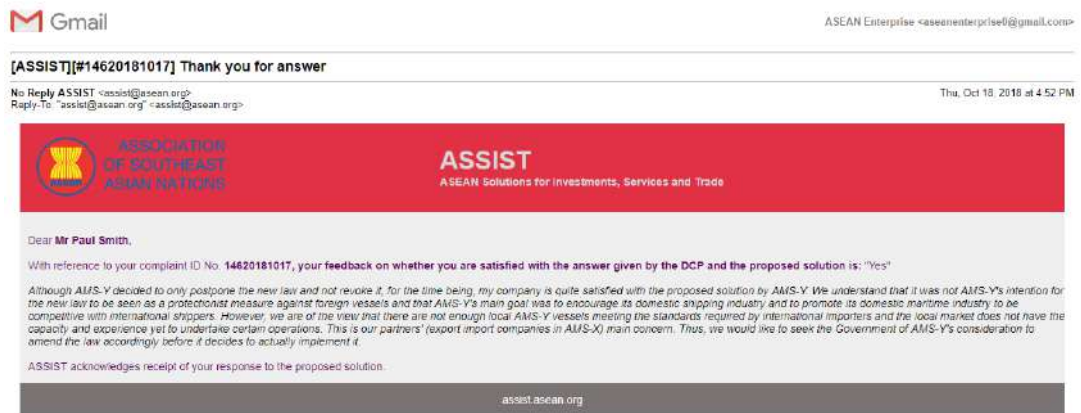 Gmail
ASEAN Enterprise <aseanenterprise8@gmail.com>
[ASSIST][#14620181017] Thank you for answer
No Reply ASSIST <assist@asean.org>
Thu, Oct 18, 2018 at 4:52 PM
Reply-To: "assist@asean.org" <assist@asean.org>
ASSOCIATION
OF SOUTHEAST
ASIAN NATIONS
ASSIST
ASEAN Solutions for Investments, Services and Trade
Dear Mr Paul Smith,
With reference to your complaint ID No. 14620181017, your feedback on whether you are satisfied with the answer given by the DCP and the proposed solution is: "Yes"
Although AMS-Y decided to only postpone the new law and not revoke it, for the time being, my company is quite satisfied with the proposed solution by AMS-Y. We understand that it was not AMS-Y's intention for
the new law to be seen as a protectionist measure against foreign vessels and that AMS-Y's main goal was to encourage its domestic shipping industry and to promote its domestic maritime industry to be
competitive with international shippers. However, we are of the view that there are not enough local AMS-Y vessels meeting the standards required by international importers and the local market does not have the
capacity and experience yet to undertake certain operations. This is our partners' (export import companies in AMS-X) main concern. Thus, we would like to seek the Government of AMS-Y's consideration to
amend the law accordingly before it decides to actually implement it.
ASSIST acknowledges receipt of your response to the proposed solution.
assist.asean.org